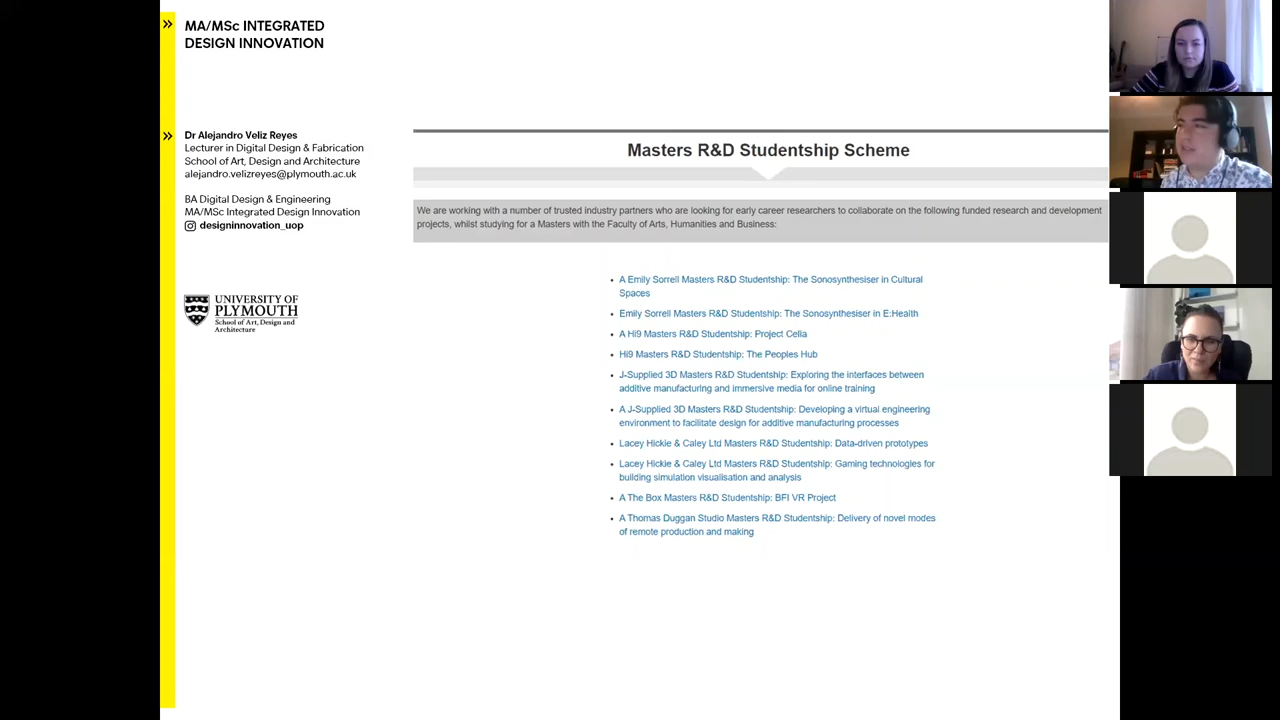 MA/MSc INTEGRATED
DESIGN INNOVATION
Dr Alejandro Veliz Reyes
Lecturer in Digital Design & Fabrication
School of Art, Design and Architecture
alejandro.velizreyes@plymouth.ac.uk
BA Digital Design & Engineering
MA/MSc Integrated Design Innovation
designinnovation_uop
UNIVERSITY OF
PLYMOUTH
School of Art, Design and
Architecture
Masters R&D Studentship Scheme
We are working with a number of trusted industry partners who are looking for early career researchers to collaborate on the following funded research and development
projects, whilst studying for a Masters with the Faculty of Arts, Humanities and Business:
• A Emily Sorrell Masters R&D Studentship: The Sonosynthesiser in Cultural
Spaces
• Emily Sorrell Masters R&D Studentship: The Sonosynthesiser in E:Health
• A Hi9 Masters R&D Studentship: Project Celia
• Hi9 Masters R&D Studentship: The Peoples Hub
• J-Supplied 3D Masters R&D Studentship: Exploring the interfaces between
additive manufacturing and immersive media for online training
• A J-Supplied 3D Masters R&D Studentship: Developing a virtual engineering
environment to facilitate design for additive manufacturing processes
• Lacey Hickie & Caley Ltd Masters R&D Studentship: Data-driven prototypes
• Lacey Hickie & Caley Ltd Masters R&D Studentship: Gaming technologies for
building simulation visualisation and analysis
• A The Box Masters R&D Studentship: BFI VR Project
• A Thomas Duggan Studio Masters R&D Studentship: Delivery of novel modes
of remote production and making